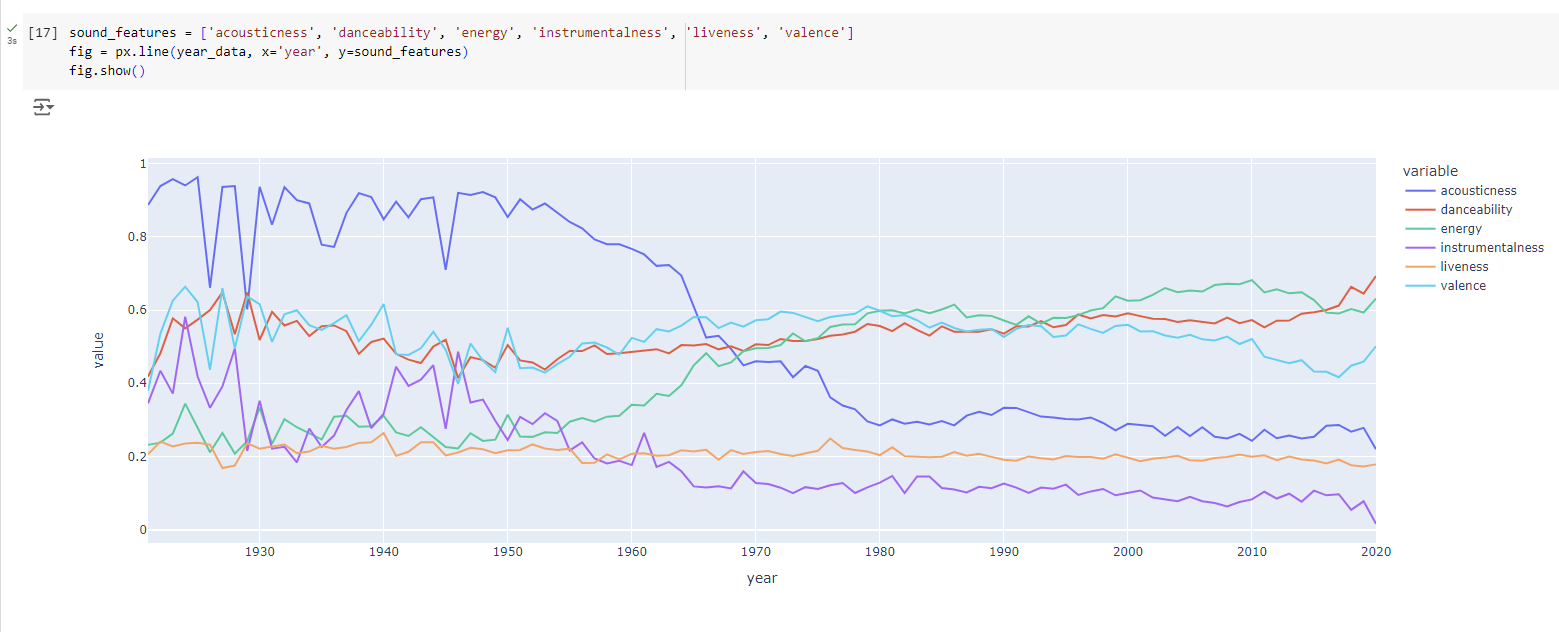 [17] sound_features = ['acousticness', 'danceability', 'energy', 'instrumentalness', 'liveness', 'valence']
3s
fig = px.line(year_data, x='year', y=sound_features)
fig.show()
variable
acousticness
danceability
energy
instrumentalness
liveness
valence
1
0.8
0.6
0.4
0.2
0
value
1930 1940 1950 1960 1970 1980 1990 2000 2010 2020
year